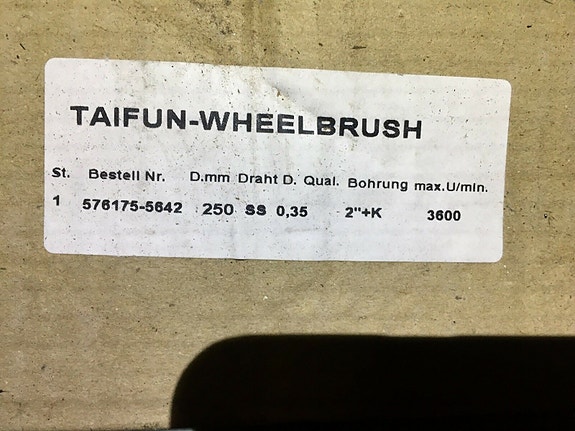 TAIFUN-WHEELBRUSH
St. Bestell Nr. D.mm Draht D. Qual. Bohrung max.U/min.
1 576175-5642 250 SS 0,35 2"+K 3600